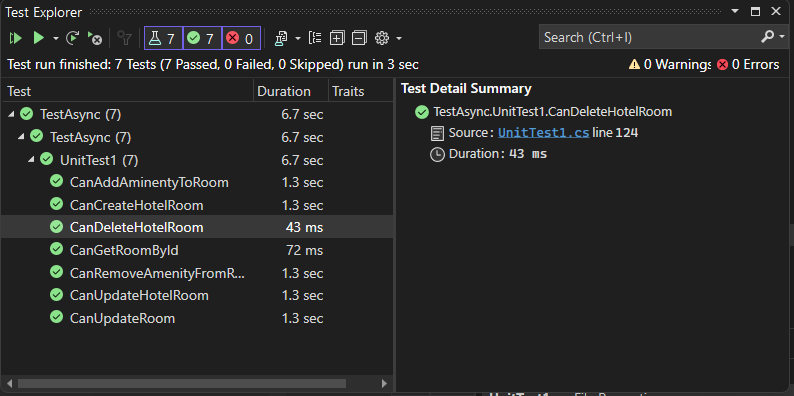 Test Explorer
7 7 0
Search (Ctrl+I)
Test run finished: 7 Tests (7 Passed, 0 Failed, 0 Skipped) run in 3 sec
0 Warnings
0 Errors
Test Duration Traits
TestAsync (7) 6.7 sec
TestAsync (7) 6.7 sec
UnitTest1 (7) 6.7 sec
CanAddAminentyToRoom 1.3 sec
CanCreateHotelRoom 1.3 sec
CanDeleteHotelRoom 43 ms
CanGetRoomById 72 ms
CanRemoveAmenityFromR... 1.3 sec
CanUpdateHotelRoom 1.3 sec
CanUpdateRoom 1.3 sec
Test Detail Summary
TestAsync.UnitTest1.CanDeleteHotelRoom
Source: UnitTest1.cs line 124
Duration: 43 ms